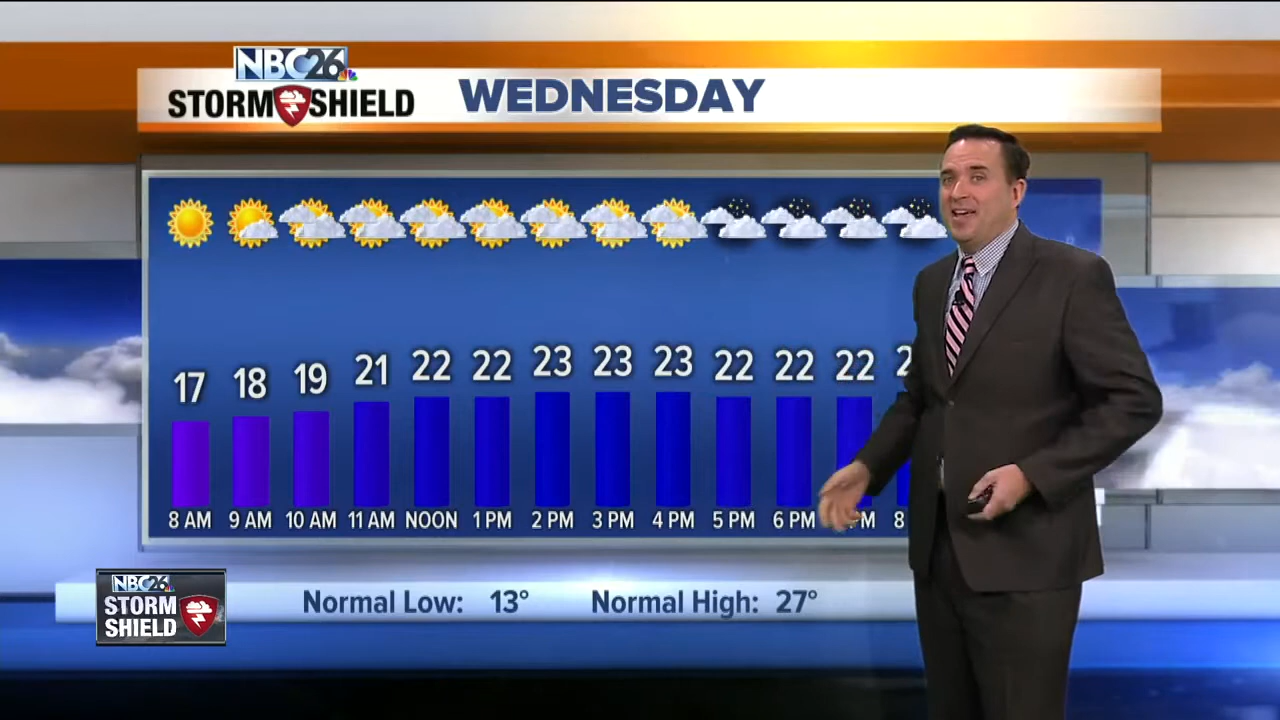 NBC26
STORM SHIELD
WEDNESDAY
17 18 19 21 22 22 23 23 23 22 22 22
8 AM 9 AM 10 AM 11 AM NOON 1 PM 2 PM 3 PM 4 PM 5 PM 6 PM PM 8
NBC26
STORM
SHIELD
Normal Low: 13° Normal High: 27°